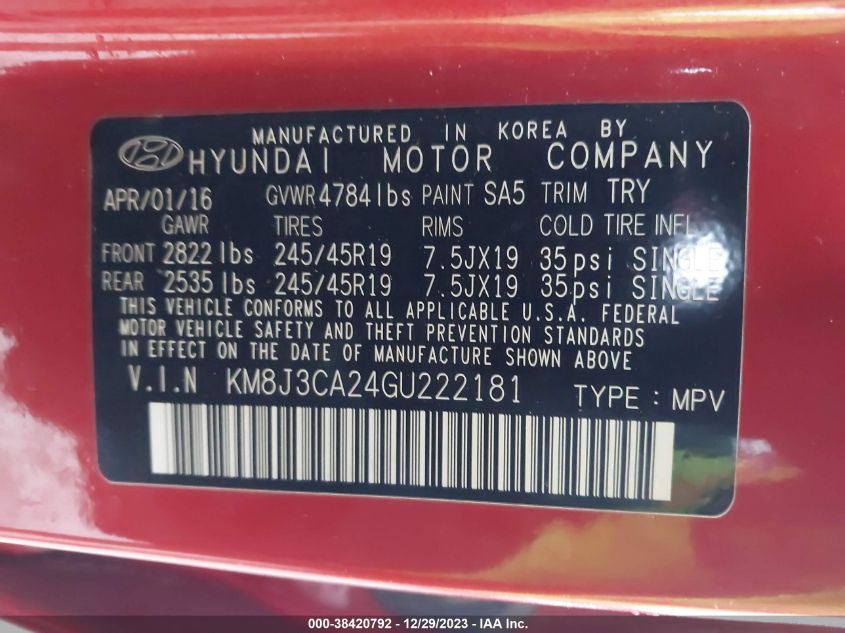 MANUFACTURED IN KOREA BY
HYUNDAI MOTOR COMPANY
APR/01/16 GVWR 4784lbs PAINT SA5 TRIM TRY
GAWR TIRES RIMS COLD TIRE INFL
FRONT 2822 lbs 245/45R19 7.5JX19 35psi SINGLE
REAR 2535 lbs 245/45R19 7.5JX19 35psi SINGLE
THIS VEHICLE CONFORMS TO ALL APPLICABLE U.S.A. FEDERAL
MOTOR VEHICLE SAFETY AND THEFT PREVENTION STANDARDS
IN EFFECT ON THE DATE OF MANUFACTURE SHOWN ABOVE
V.I.N KM8J3CA24GU222181 TYPE : MPV
000-38420792 - 12/29/2023 - IAA Inc.